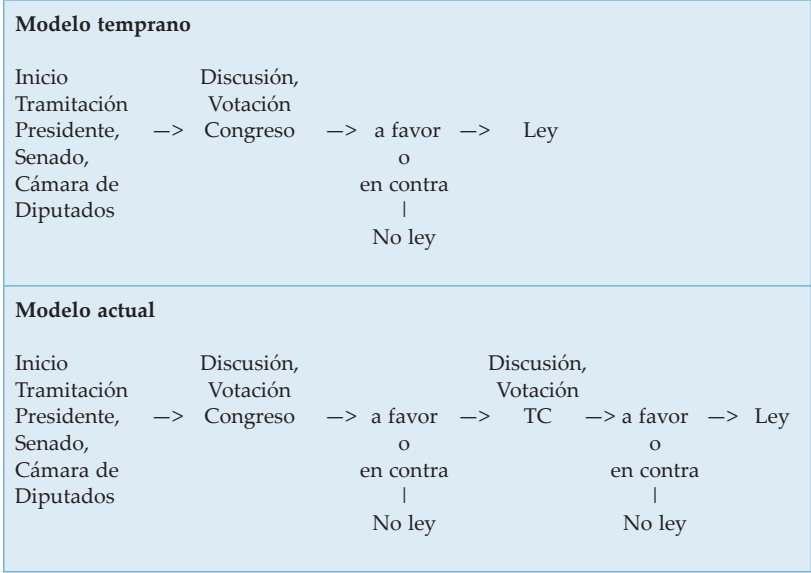 Modelo temprano
Inicio Discusión,
Tramitación Votación
Presidente, —> Congreso —> a favor —> Ley
Senado, o
Cámara de en contra
Diputados |
No ley
Modelo actual
Inicio Discusión, Discusión,
Tramitación Votación Votación
Presidente, —> Congreso —> a favor —> TC —> a favor —> Ley
Senado, o o
Cámara de en contra en contra
Diputados | |
No ley No ley